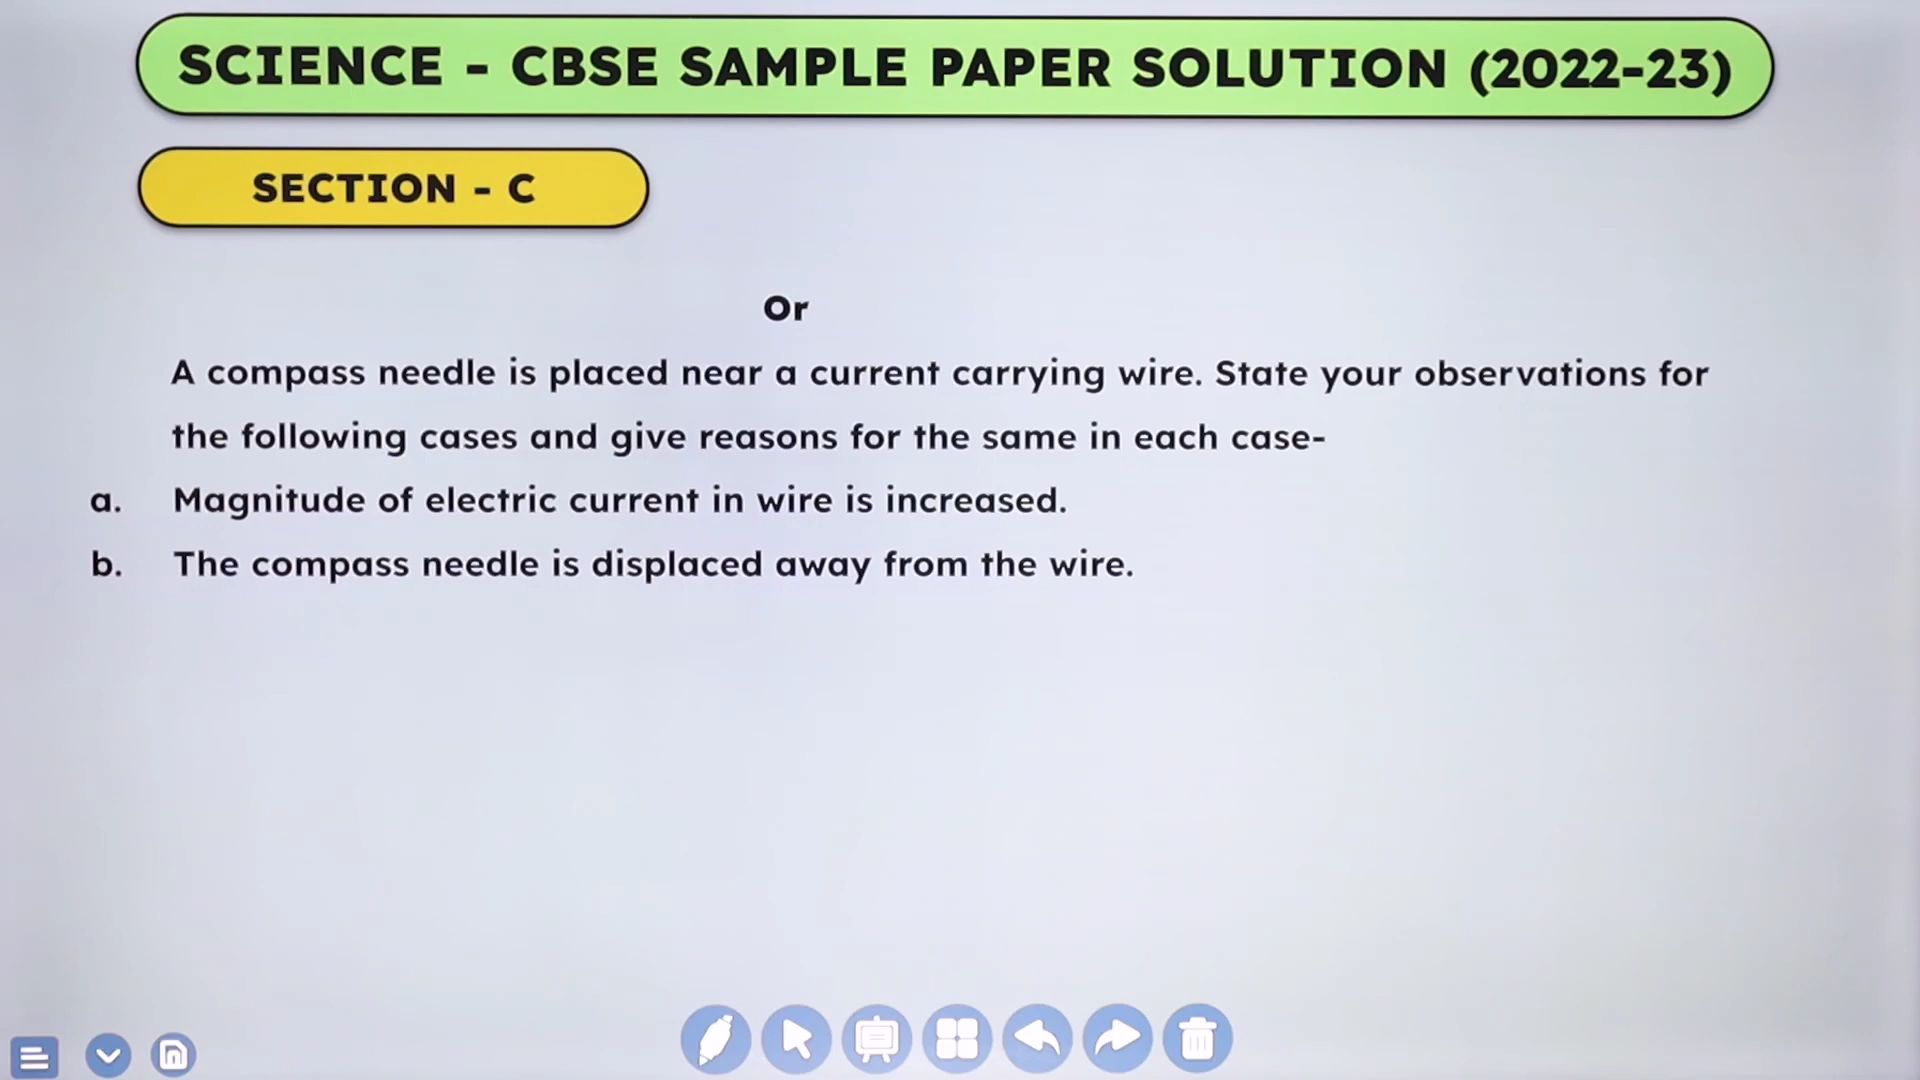 SCIENCE - CBSE SAMPLE PAPER SOLUTION (2022-23)
SECTION - C
Or
A compass needle is placed near a current carrying wire. State your observations for
the following cases and give reasons for the same in each case-
a. Magnitude of electric current in wire is increased.
b. The compass needle is displaced away from the wire.